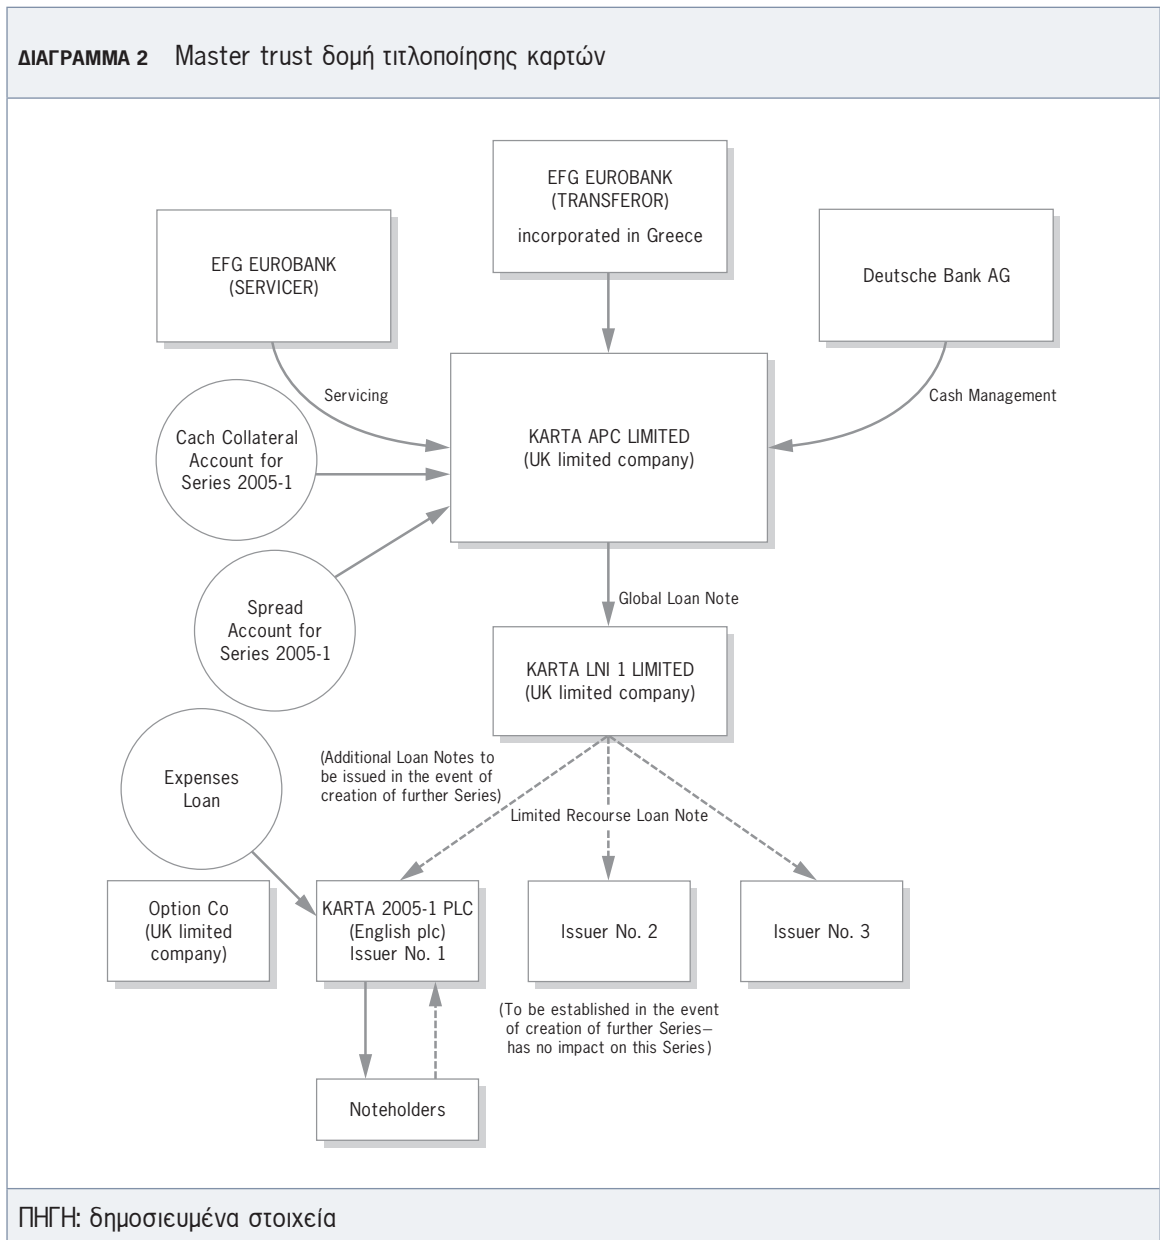 ΔΙΑΓΡΑΜΜΑ 2 Master trust δομή τιτλοποίησης καρτών
EFG EUROBANK
(TRANSFEROR)
incorporated in Greece
EFG EUROBANK
(SERVICER)
Deutsche Bank AG
Servicing
Cash Management
Cach Collateral
Account for
Series 2005-1
KARTA APC LIMITED
(UK limited company)
Spread
Account for
Series 2005-1
Global Loan Note
KARTA LNI 1 LIMITED
(UK limited company)
(Additional Loan Notes to
be issued in the event of
creation of further Series)
Limited Recourse Loan Note
Expenses
Loan
Option Co
(UK limited
company)
KARTA 2005-1 PLC
(English plc)
Issuer No. 1
Issuer No. 2
Issuer No. 3
(To be established in the event
of creation of further Series–
has no impact on this Series)
Noteholders
ΠΗΓΗ: δημοσιευμένα στοιχεία